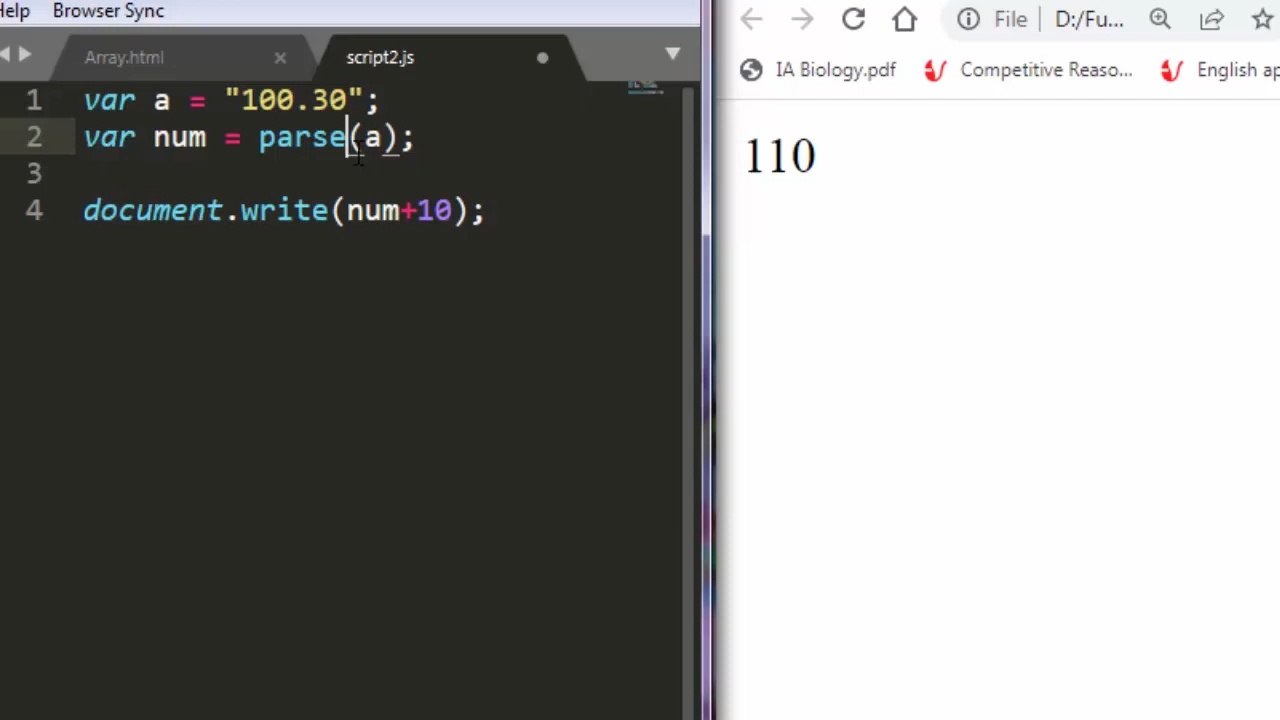 Help Browser Sync
Array.html script2.js
1 var a = "100.30";
2 var num = parse(a);
3
4 document.write(num+10);
File D:/Fu...
IA Biology.pdf Competitive Reaso... English ap
110